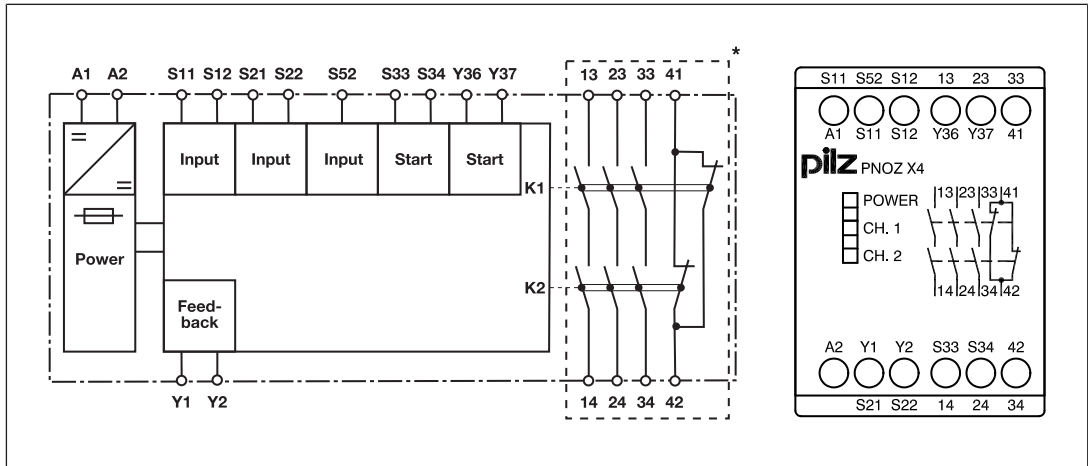 *
A1 A2 S11 S12 S21 S22 S52 S33 S34 Y36 Y37 13 23 33 41
=
=
Input Input Input Start Start
K1
Power
K2
Feed-
back
Y1 Y2 14 24 34 42
S11 S52 S12 13 23 33
A1 S11 S12 Y36 Y37 41
pilz PNOZ X4
POWER
CH. 1
CH. 2
13 23 33 41
14 24 34 42
A2 Y1 Y2 S33 S34 42
S21 S22 14 24 34